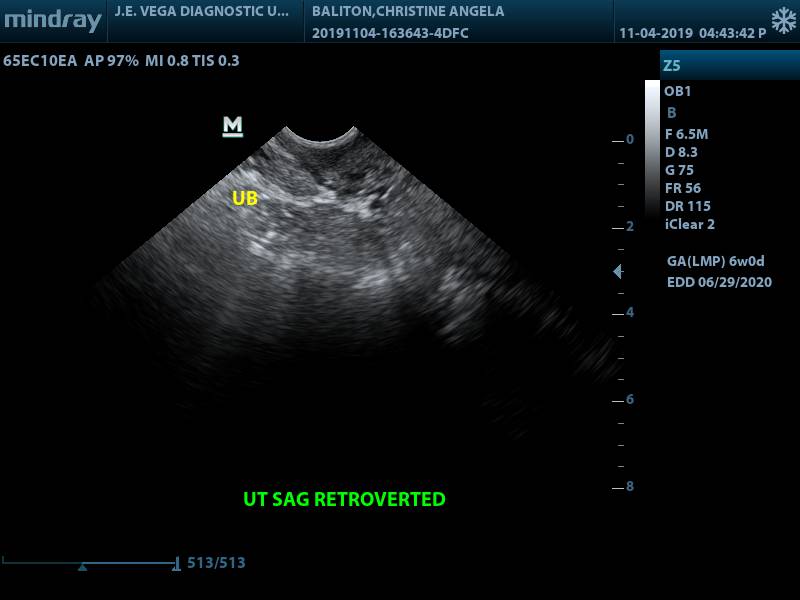 mindray
J.E. VEGA DIAGNOSTIC U...
BALITON,CHRISTINE ANGELA
20191104-163643-4DFC
11-04-2019 04:43:42 P
65EC10EA AP 97% MI 0.8 TIS 0.3
Z5
OB1
B
F 6.5M
D 8.3
G 75
FR 56
DR 115
iClear 2
GA(LMP) 6w0d
EDD 06/29/2020
M
UB
0
2
4
6
8
UT SAG RETROVERTED
513/513